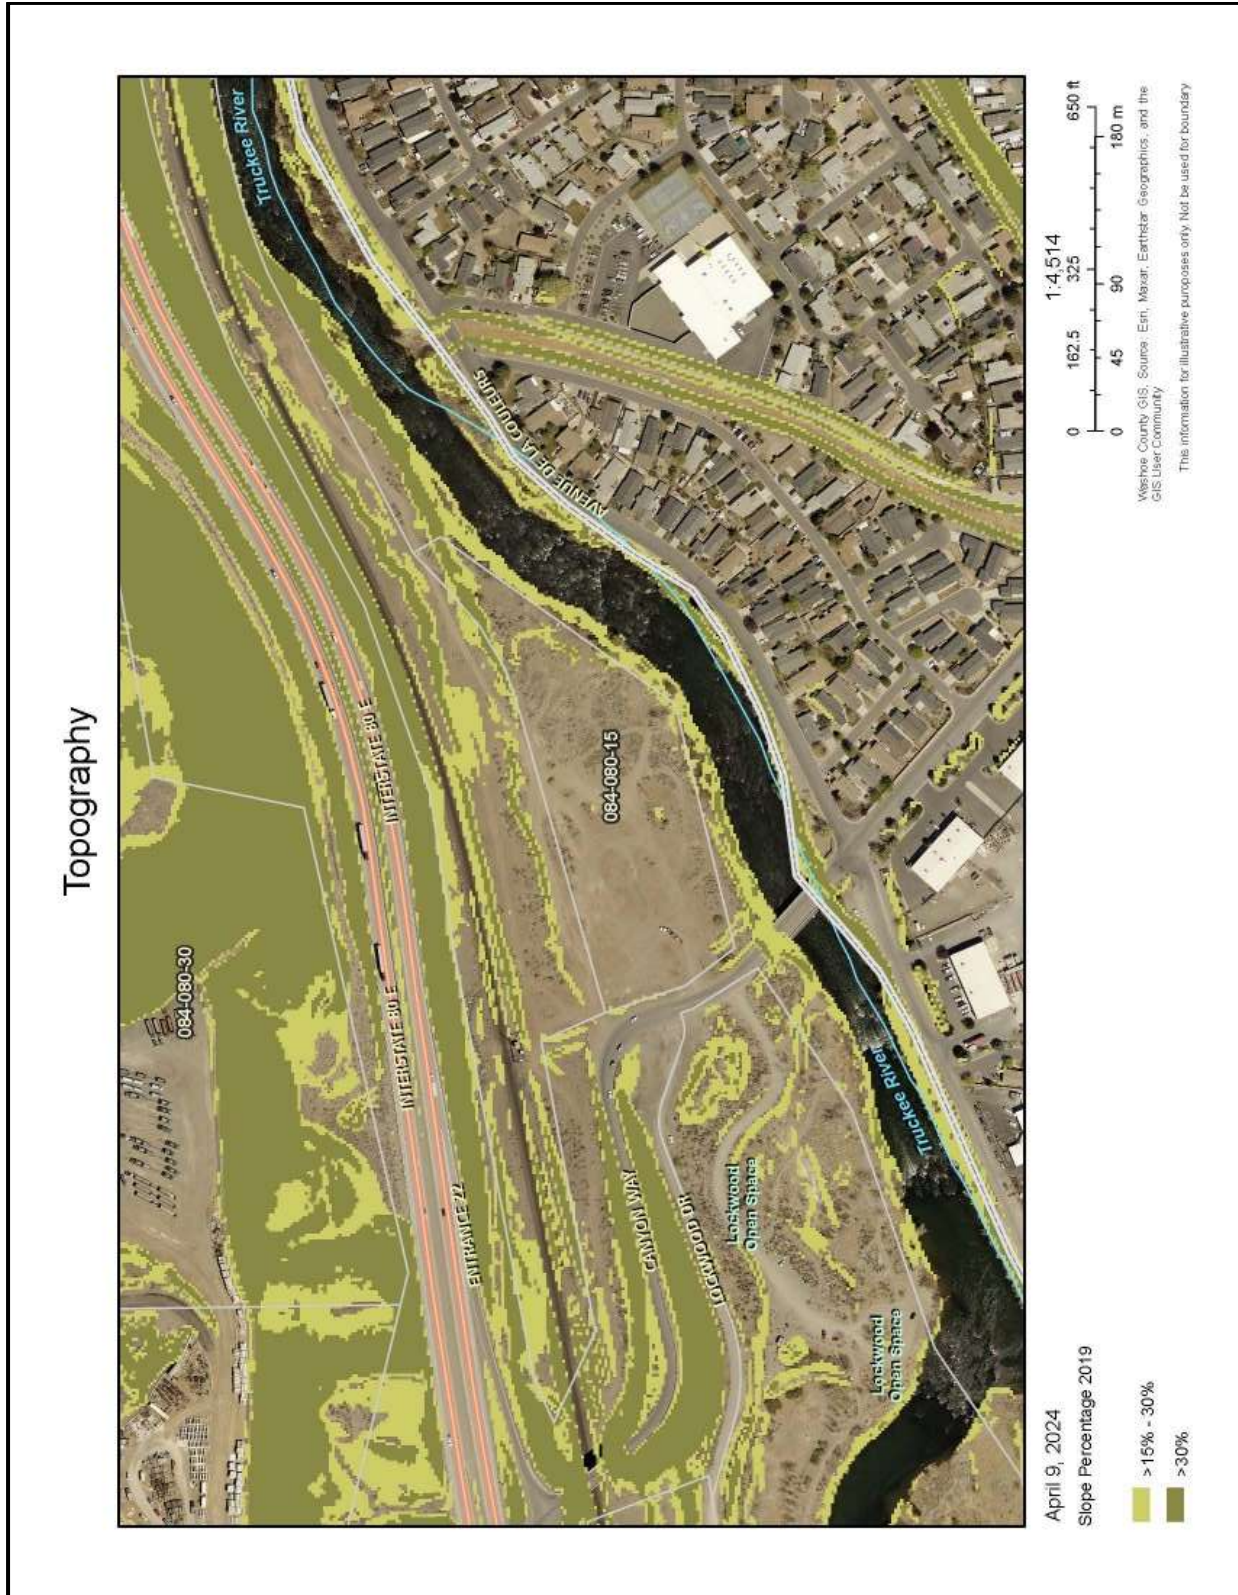 Topography
084-080-30
INTERSTATE 80 E
INTERSTATE 80 E
ENTRANCE 22
Truckee River
AVENUE DE LA COULEURS
084-080-15
CANYON WAY
LOCKWOOD DR
Lockwood
Open Space
Lockwood
Open Space
Truckee River
April 9, 2024
Slope Percentage 2019
>15% - 30%
>30%
1:4,514
0 162.5 325 650 ft
0 45 90 180 m
Washoe County GIS, Source: Esri, Maxar, Earthstar Geographics, and the
GIS User Community
This information for illustrative purposes only. Not be used for boundary